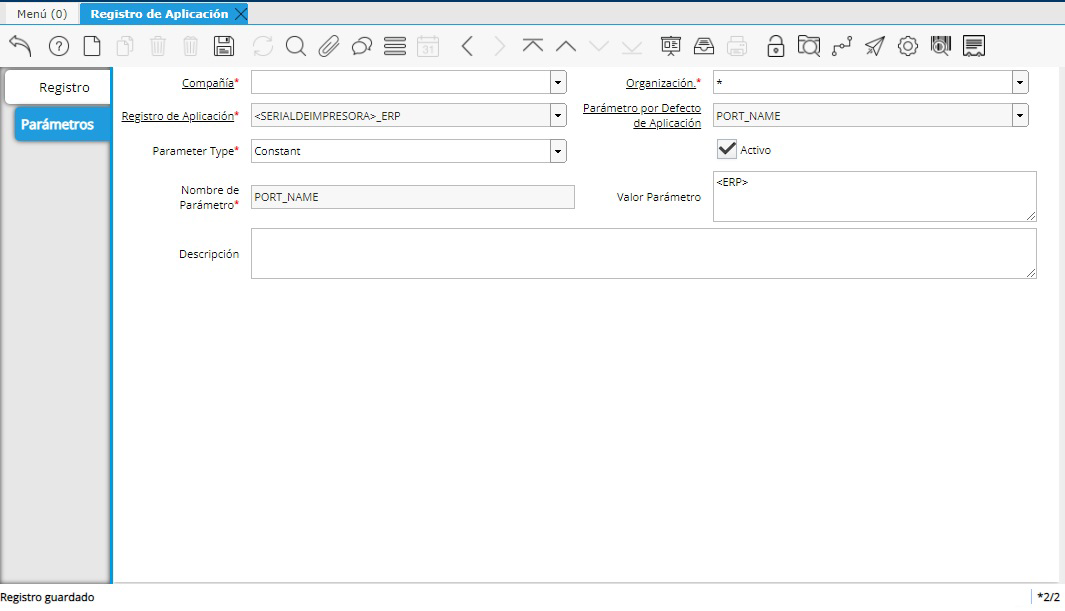 Menú (0)
Registro de Aplicación
31
Registro
Parámetros
Compañía*
Organización.*
*
Registro de Aplicación*
<SERIALDEIMPRESORA>_ERP
Parámetro por Defecto
de Aplicación
PORT_NAME
Parameter Type*
Constant
Activo
Nombre de
Parámetro*
PORT_NAME
Valor Parámetro
<ERP>
Descripción
Registro guardado
*2/2